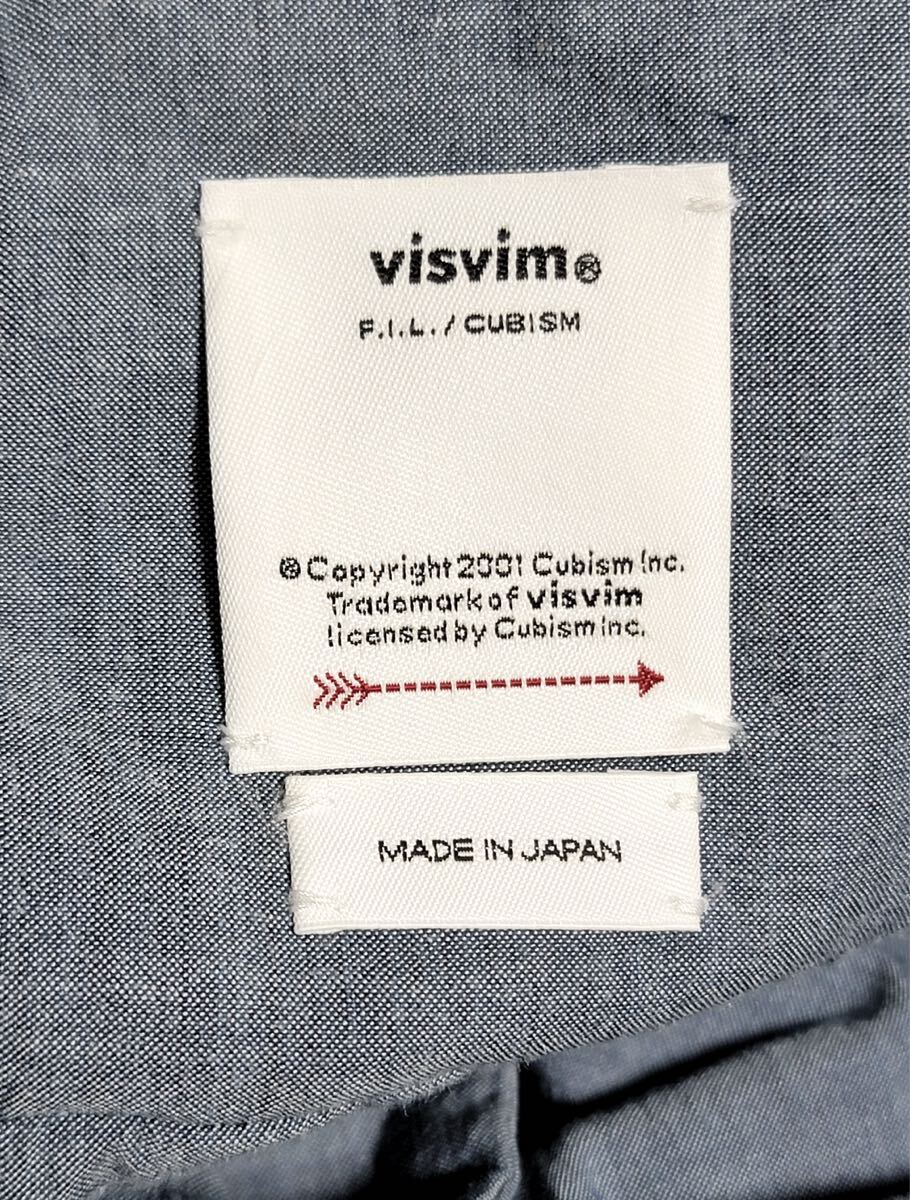 visvim®
F.I.L. / CUBISM
®Copyright 2001 Cubism Inc.
Trademark of visvim
licensed by Cubism Inc.
MADE IN JAPAN